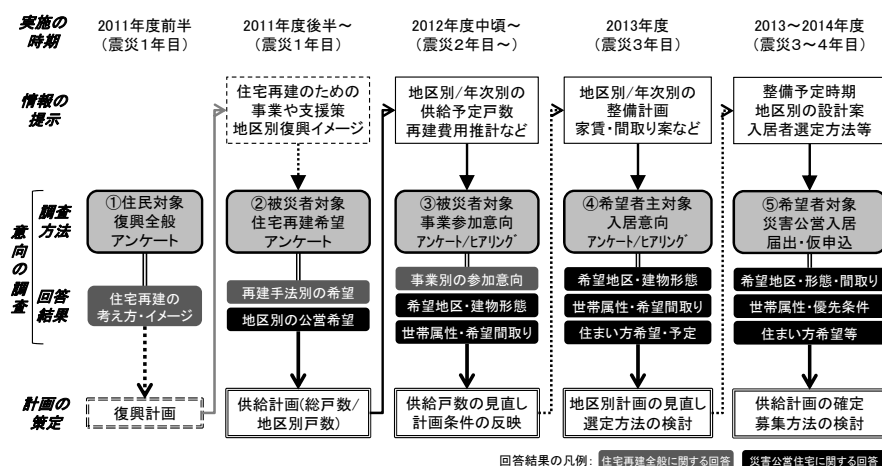 実施の
時期
2011年度前半
（震災1年目）
2011年度後半～
（震災1年目）
2012年度中頃～
（震災2年目～）
2013年度
（震災3年目）
2013～2014年度
（震災3～4年目）
情報の
提示
住宅再建のための
事業や支援策
地区別復興イメージ
地区別/年次別の
供給予定戸数
再建費用推計など
地区別/年次別の
整備計画
家賃・間取り案など
整備予定時期
地区別の設計案
入居者選定方法等
意向の調査
調査
方法
①住民対象
復興全般
アンケート
②被災者対象
住宅再建希望
アンケート
③被災者対象
事業参加意向
アンケート/ヒアリング
④希望者主対象
入居意向
アンケート/ヒアリング
⑤希望者対象
災害公営入居
届出・仮申込
回答
結果
住宅再建の
考え方・イメージ
再建手法別の希望
地区別の公営希望
事業別の参加意向
希望地区・建物形態
世帯属性・希望間取り
希望地区・建物形態
世帯属性・希望間取り
住まい方希望・予定
希望地区・形態・間取り
世帯属性・優先条件
住まい方希望等
計画の
策定
復興計画
供給計画(総戸数/
地区別戸数)
供給戸数の見直し
計画条件の反映
地区別計画の見直し
選定方法の検討
供給計画の確定
募集方法の検討
回答結果の凡例: 住宅再建全般に関する回答 災害公営住宅に関する回答